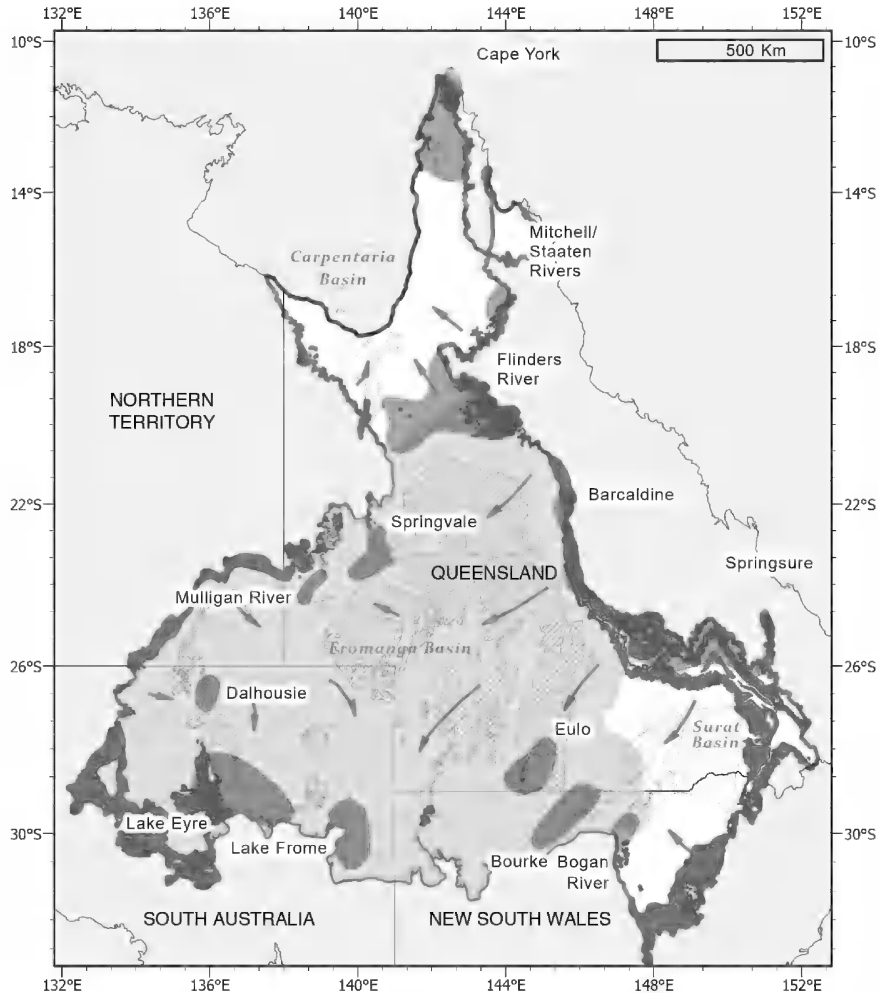 132°E 136°E 140°E 144°E 148°E 152°E
10°S 10°S
Cape York
500 Km
14°S 14°S
Mitchell/
Staaten
Rivers
Carpentaria
Basin
18°S 18°S
Flinders
River
NORTHERN
TERRITORY
22°S 22°S
Barcaldine
Springvale
Springsure
QUEENSLAND
Mulligan River
Eromanga Basin
26°S 26°S
Dalhousie
Eulo
Surat
Basin
Lake Eyre
30°S 30°S
Lake Frome
Bourke Bogan
River
SOUTH AUSTRALIA NEW SOUTH WALES
132°E 136°E 140°E 144°E 148°E 152°E